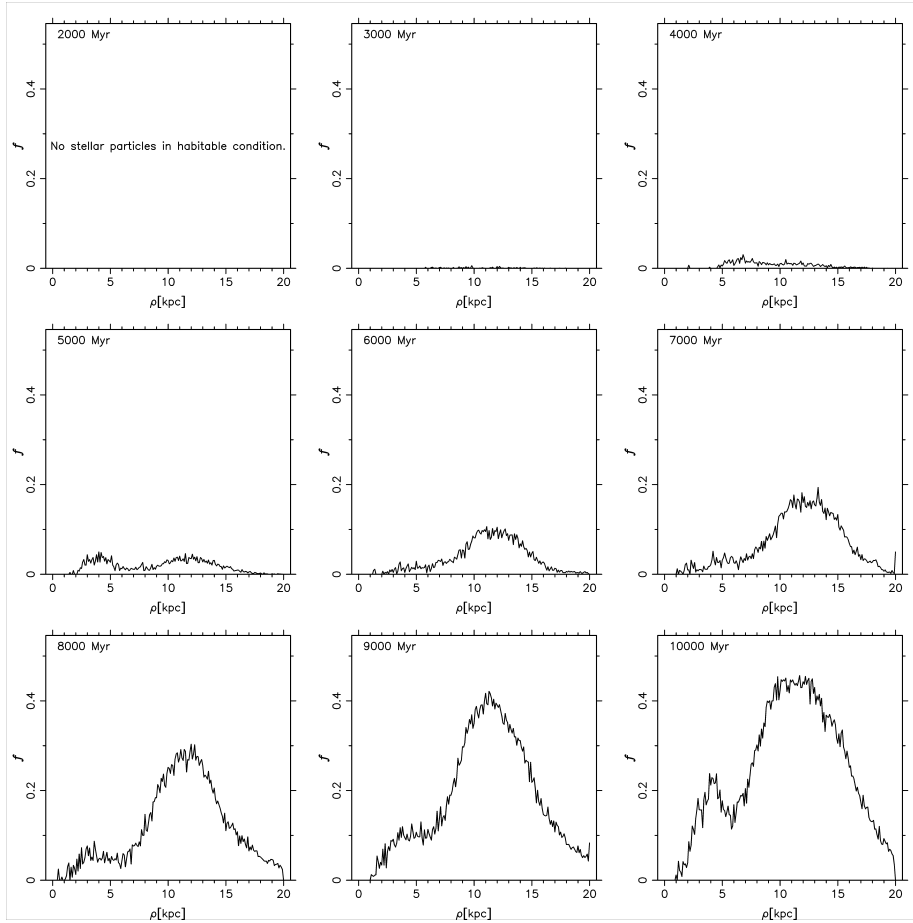 2000 Myr
0.4
f
No stellar particles in habitable condition.
0.2
0
0 5 10 15 20
ρ[kpc]
3000 Myr
0.4
f
0.2
0
0 5 10 15 20
ρ[kpc]
4000 Myr
0.4
f
0.2
0
0 5 10 15 20
ρ[kpc]
5000 Myr
0.4
f
0.2
0
0 5 10 15 20
ρ[kpc]
6000 Myr
0.4
f
0.2
0
0 5 10 15 20
ρ[kpc]
7000 Myr
0.4
f
0.2
0
0 5 10 15 20
ρ[kpc]
8000 Myr
0.4
f
0.2
0
0 5 10 15 20
ρ[kpc]
9000 Myr
0.4
f
0.2
0
0 5 10 15 20
ρ[kpc]
10000 Myr
0.4
f
0.2
0
0 5 10 15 20
ρ[kpc]